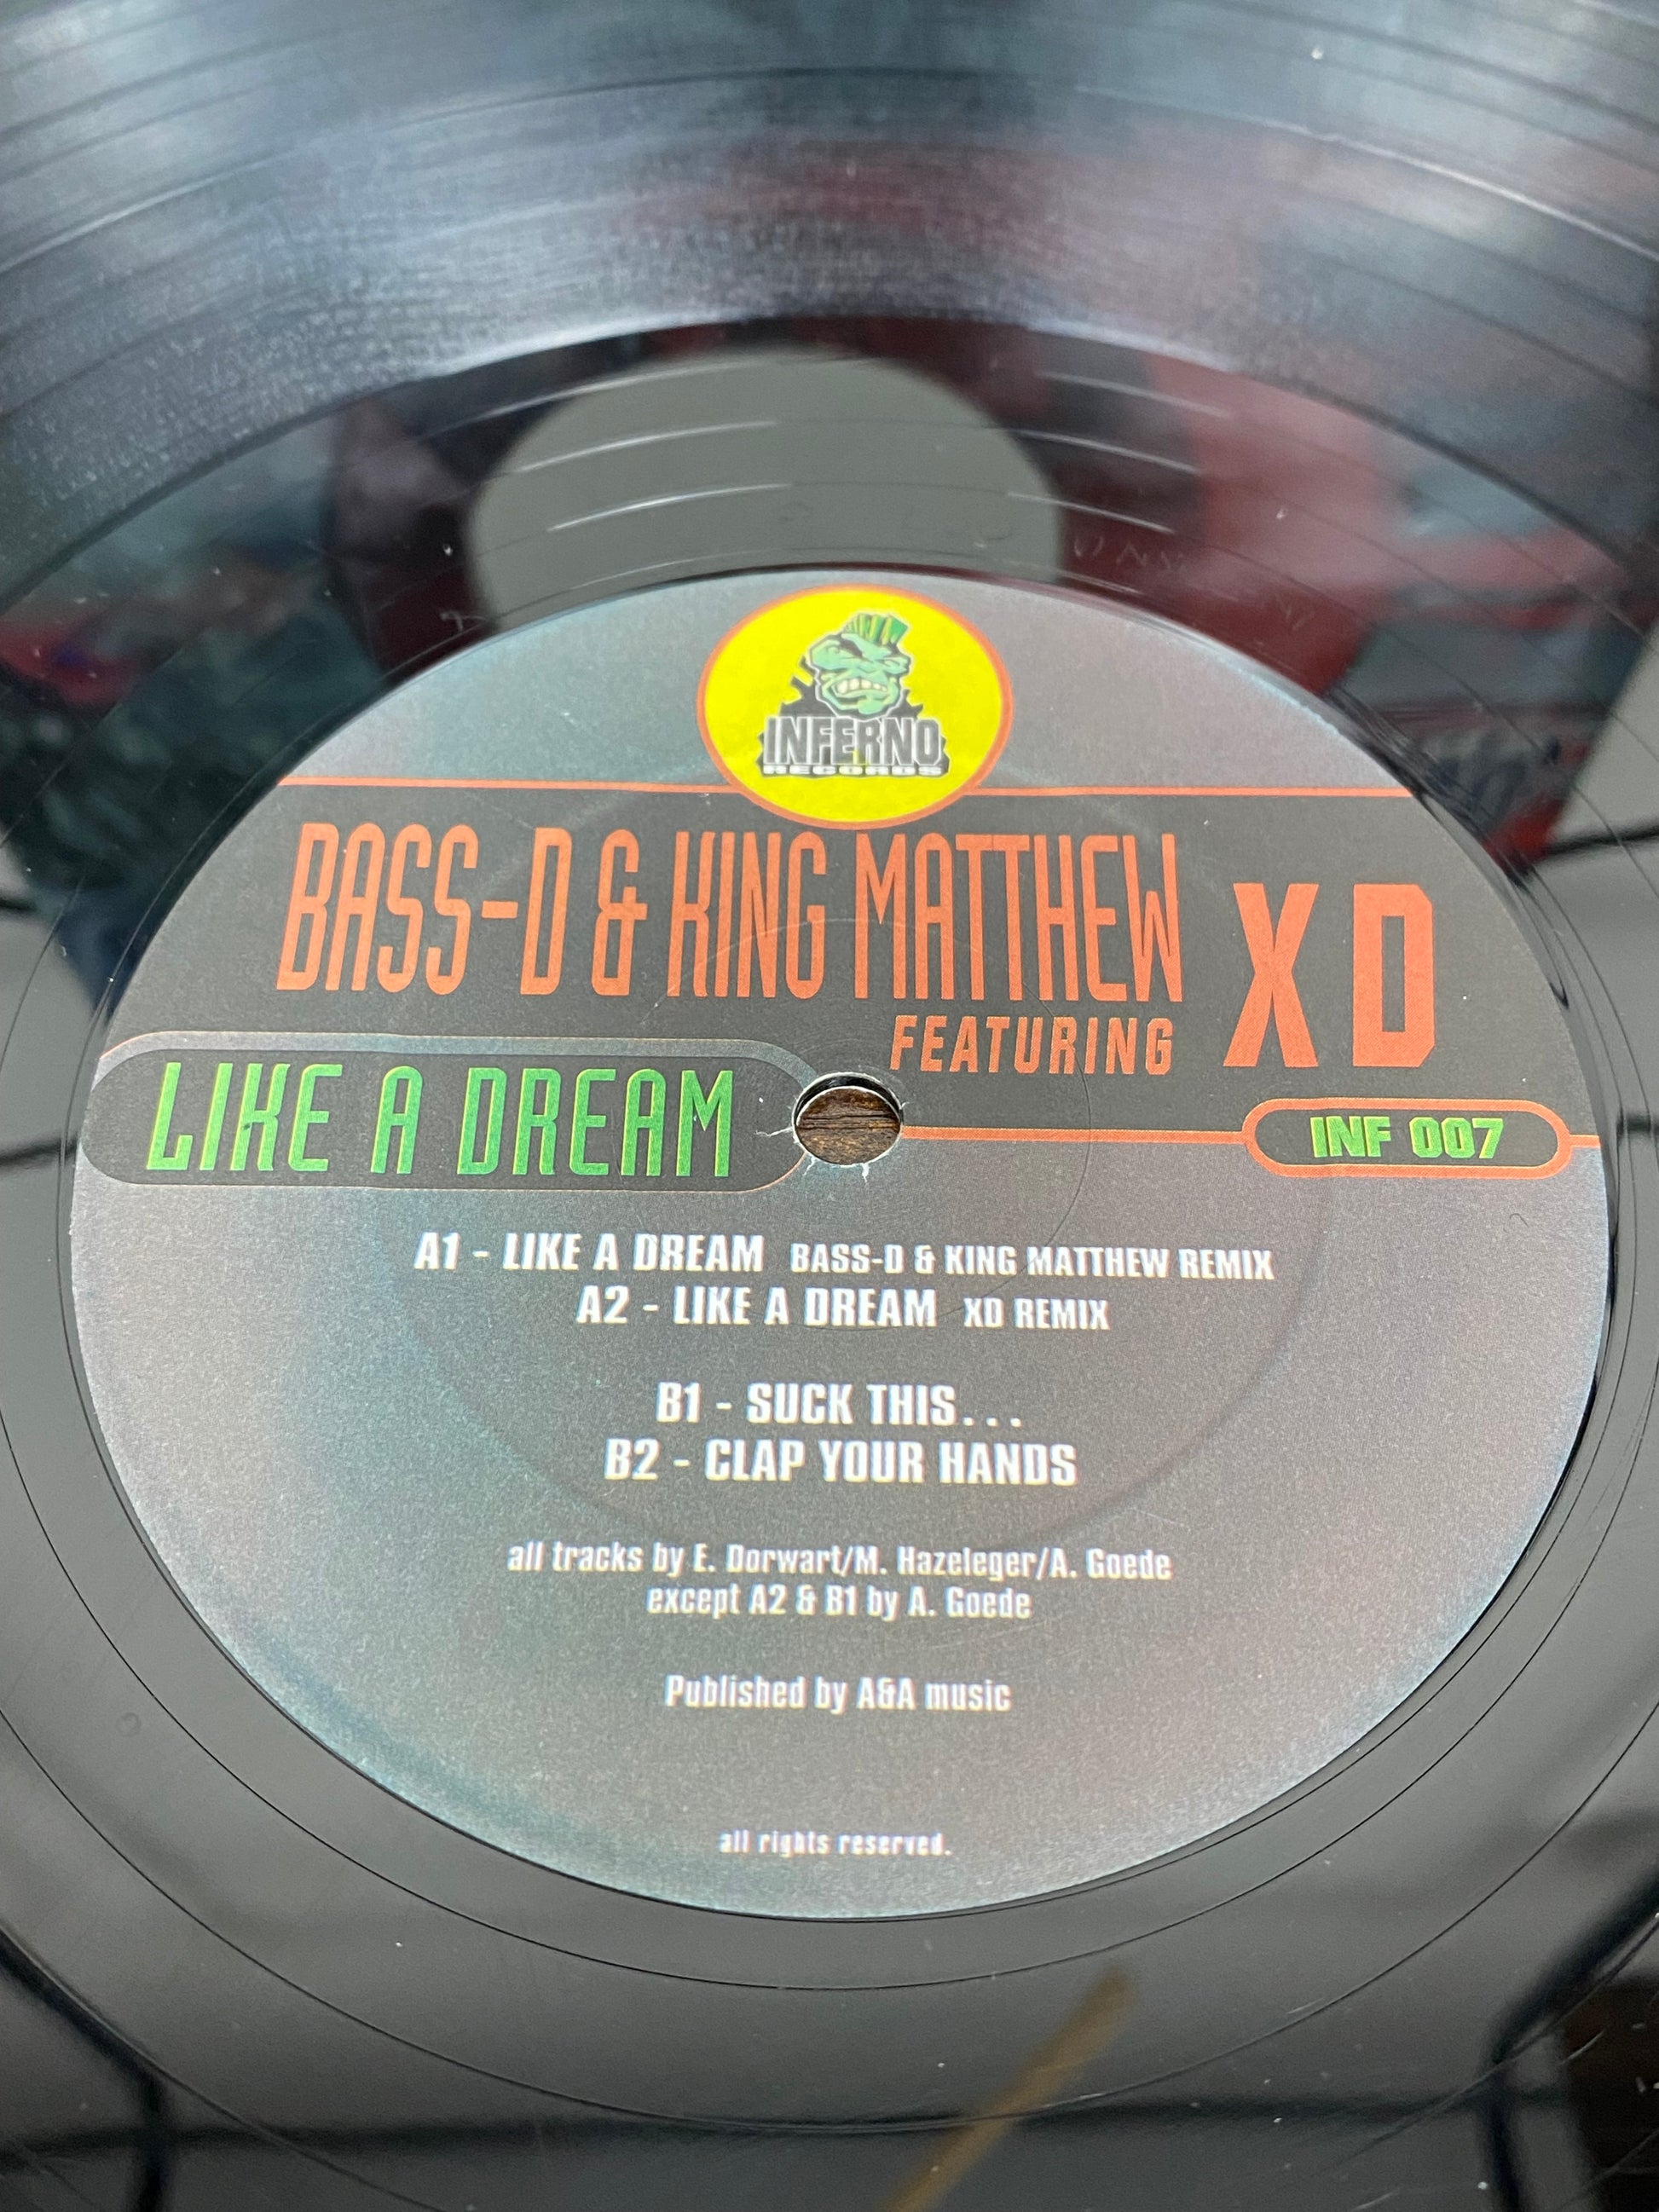 INFERNO
RECORDS
BASS-D & KING MATTHEW
FEATURING XD
LIKE A DREAM
INF 007
A1 - LIKE A DREAM BASS-D & KING MATTHEW REMIX
A2 - LIKE A DREAM XD REMIX
B1 - SUCK THIS...
B2 - CLAP YOUR HANDS
all tracks by E. Dorwart/M. Hazeleger/A. Goede
except A2 & B1 by A. Goede
Published by A&A music
all rights reserved.